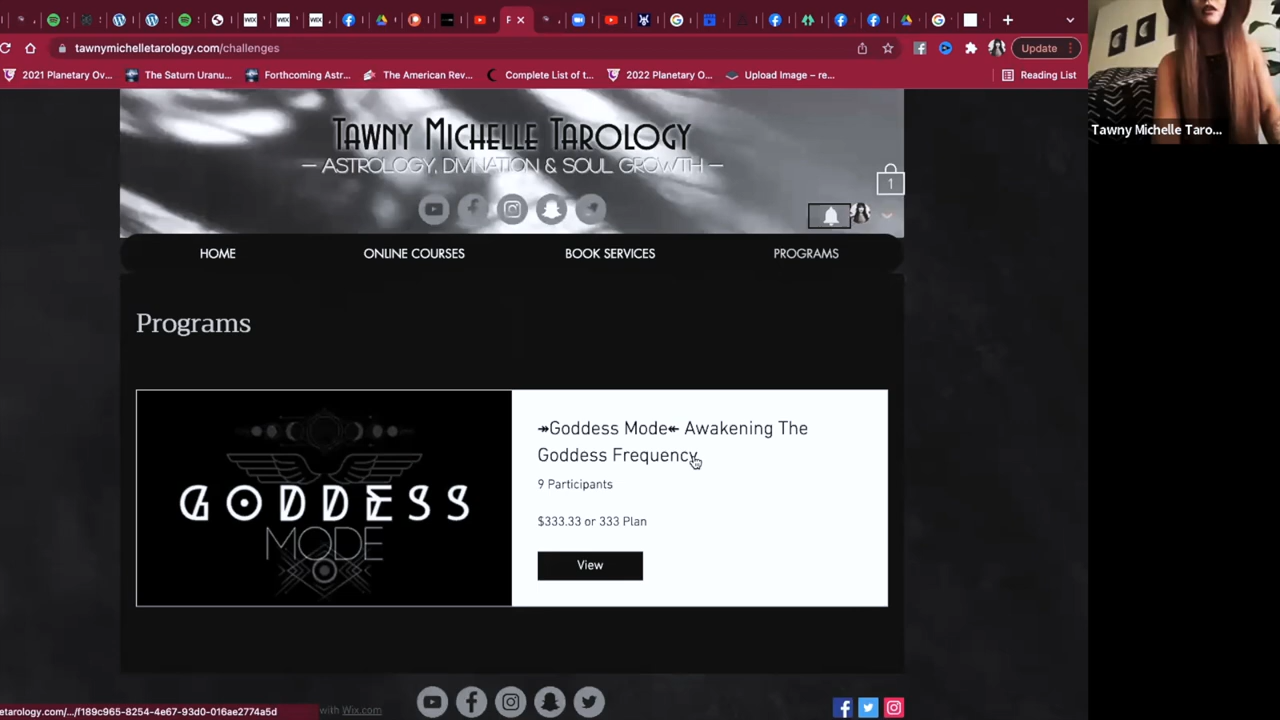 tawnymichelletarology.com/challenges
Update
2021 Planetary Ov...
The Saturn Uranu...
Forthcoming Astr...
The American Rev...
Complete List of t...
2022 Planetary O...
Upload Image – re...
Reading List
Tawny Michelle Taro...
TAWNY MICHELLE TAROLOGY
— ASTROLOGY, DIVINATION & SOUL GROWTH —
1
HOME
ONLINE COURSES
BOOK SERVICES
PROGRAMS
Programs
GODDESS
MODE
↠Goddess Mode↞ Awakening The
Goddess Frequency
9 Participants
$333.33 or 333 Plan
View
etarology.com/.../f189c965-8254-4e67-93d0-016ae2774a5d
with Wix.com